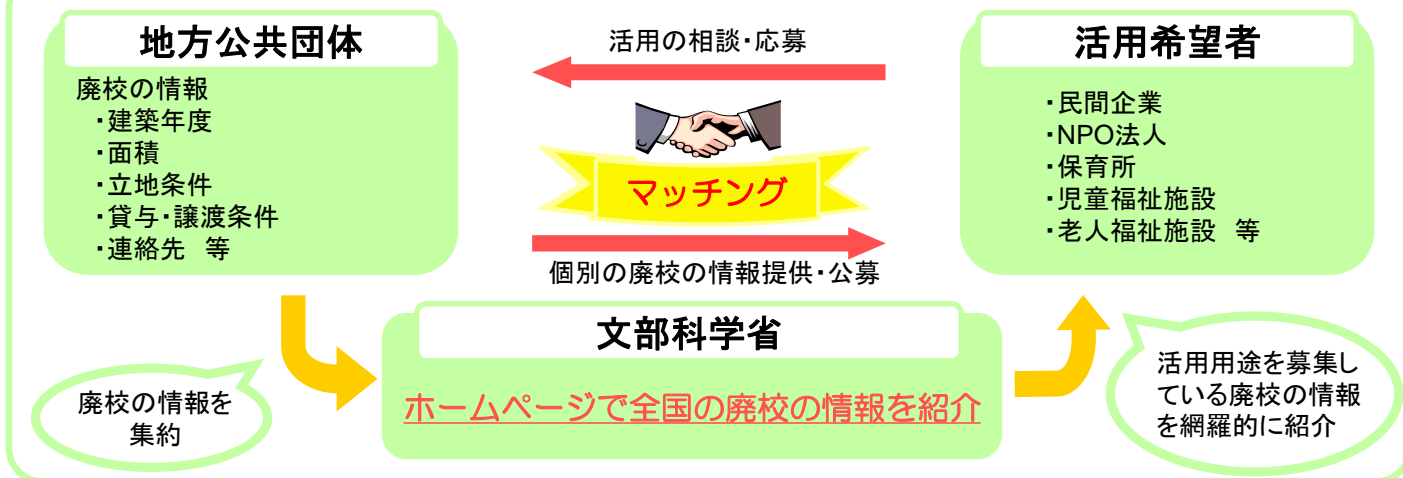 地方公共団体
廃校の情報
・建築年度
・面積
・立地条件
・貸与・譲渡条件
・連絡先　等
活用の相談・応募
マッチング
個別の廃校の情報提供・公募
活用希望者
・民間企業
・NPO法人
・保育所
・児童福祉施設
・老人福祉施設　等
廃校の情報を
集約
文部科学省
ホームページで全国の廃校の情報を紹介
活用用途を募集し
ている廃校の情報
を網羅的に紹介